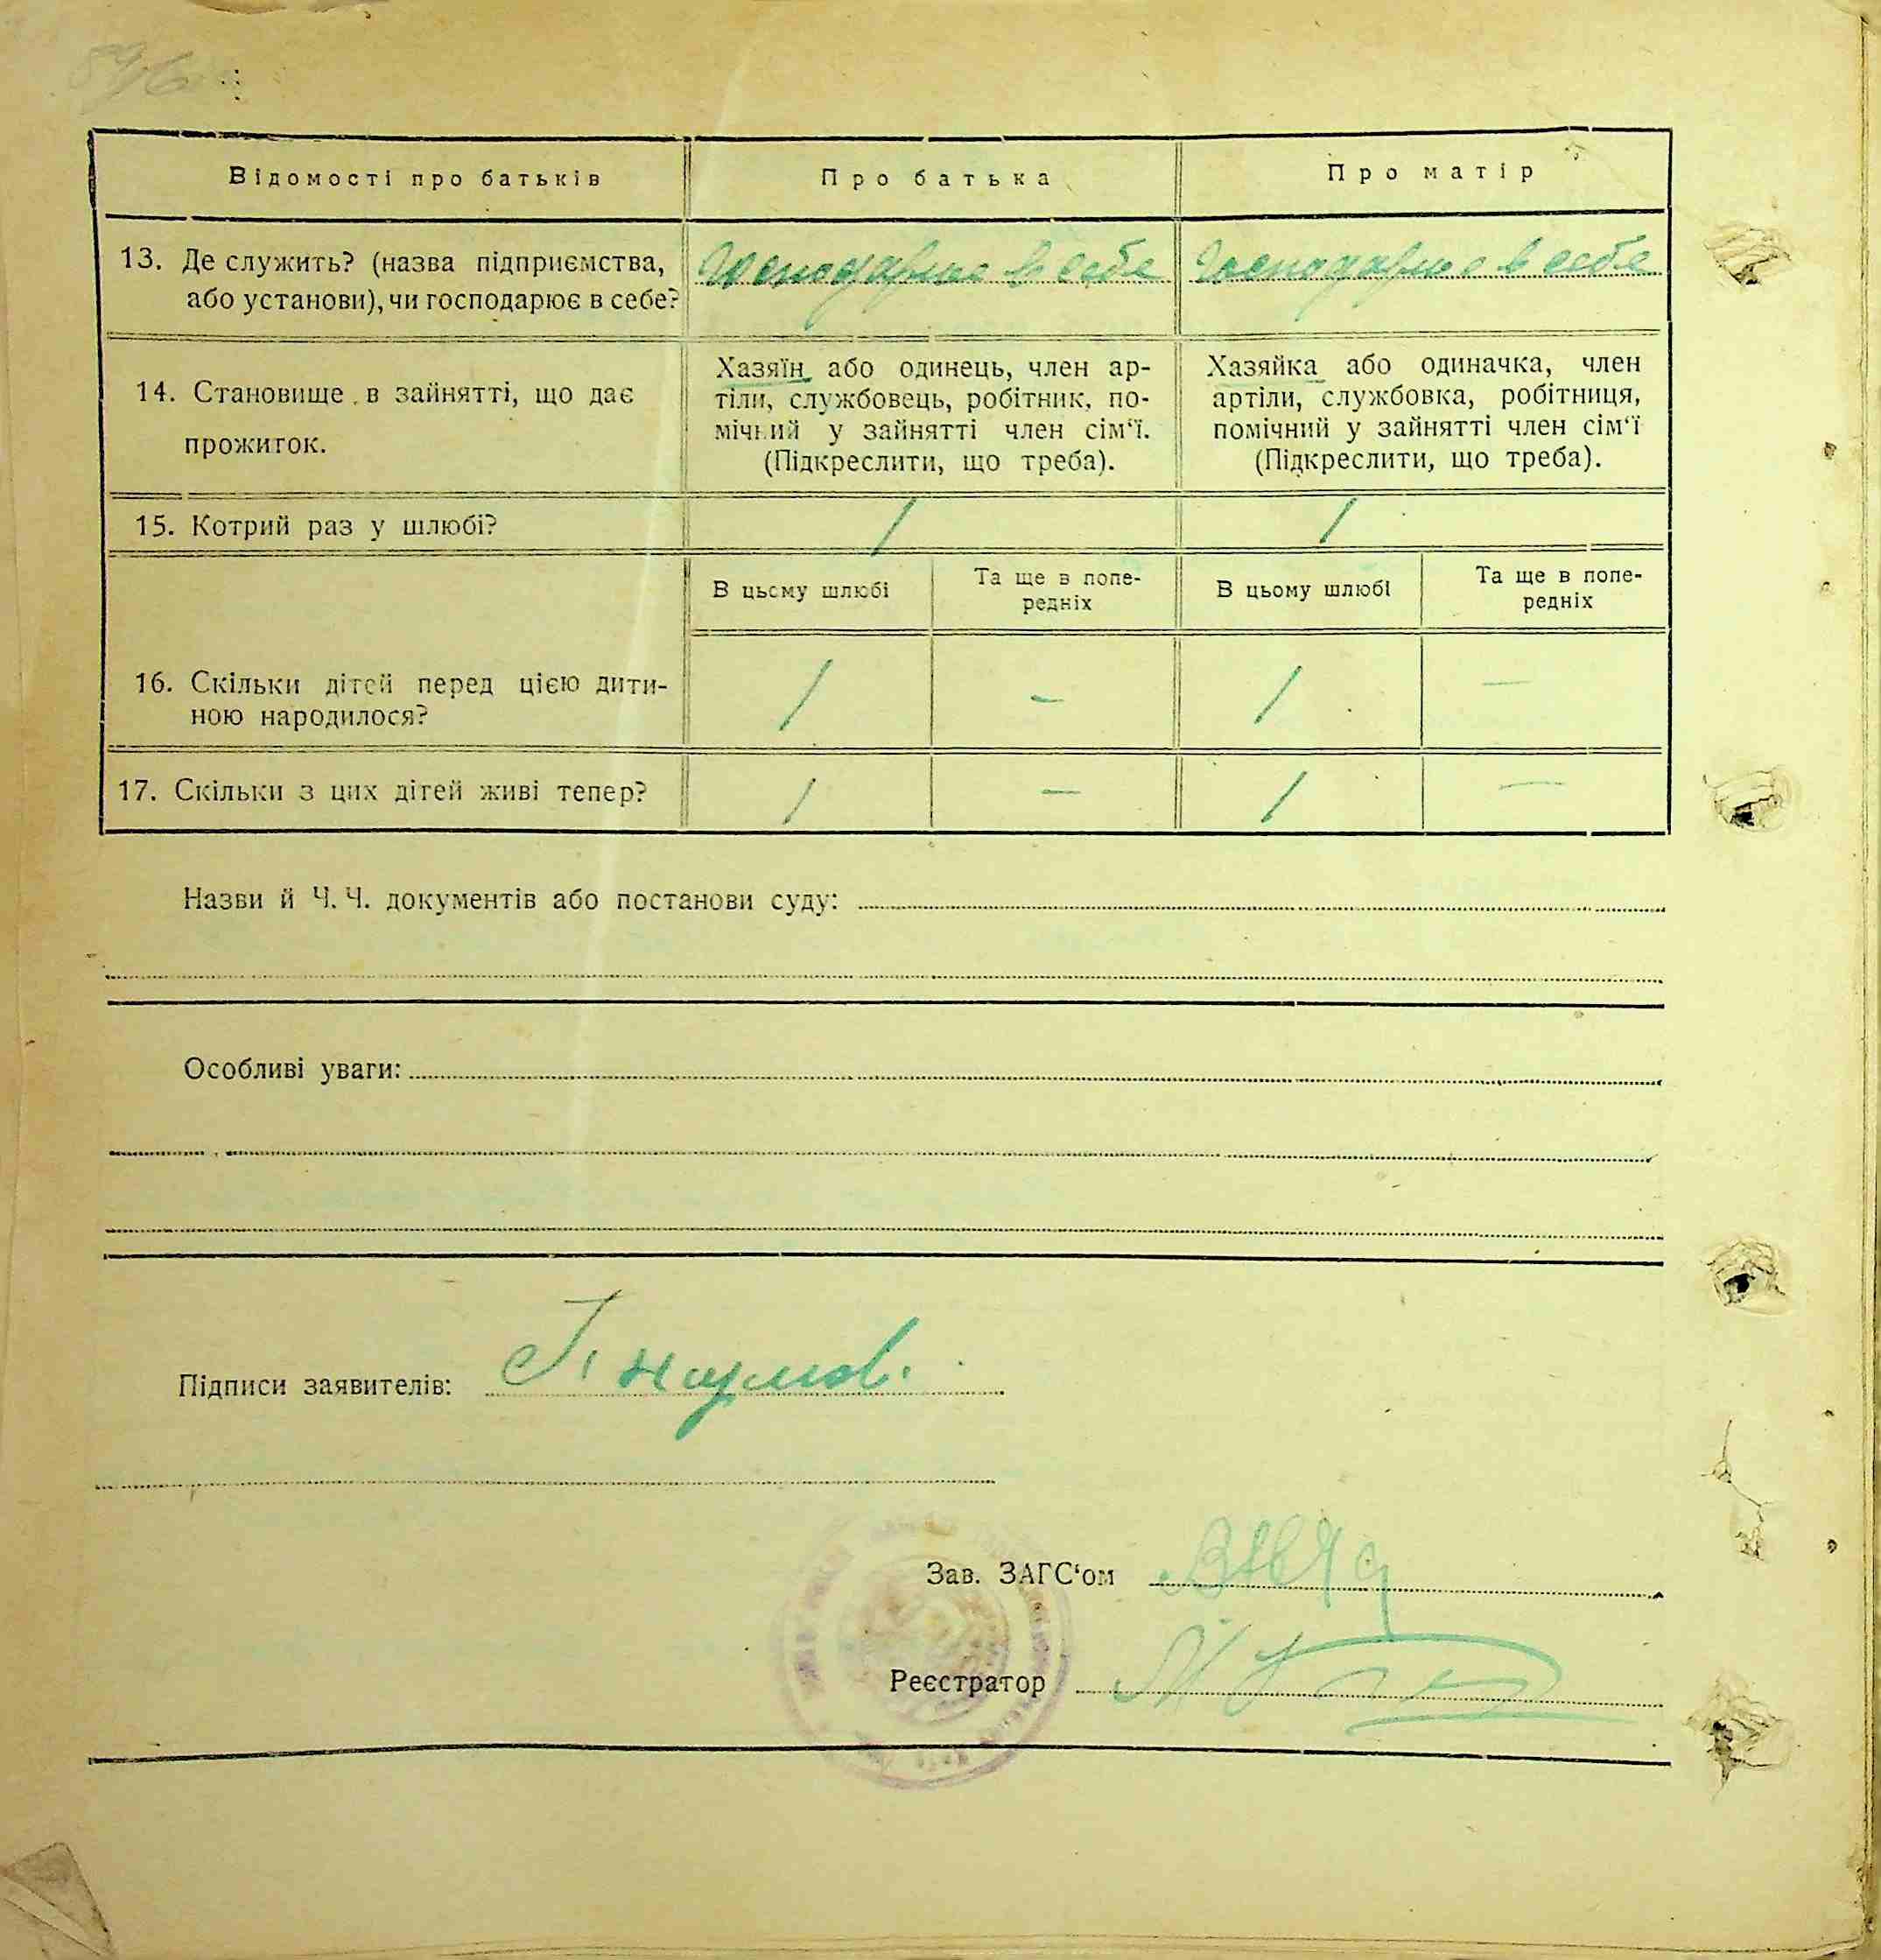 Відомості про батьків Про батька Про матір
13. Де служить? (назва підприємства, або установи), чи господарює в себе?
Господарює в себе Господарює в себе
14. Становище в зайнятті, що дає прожиток.
Хазяїн або одинець, член ар-
тіли, службовець, робітник, по-
мічний у зайнятті член сім‘ї.
(Підкреслити, що треба).
Хазяйка або одиначка, член
артіли, службовка, робітниця,
помічний у зайнятті член сім‘ї
(Підкреслити, що треба).
15. Котрий раз у шлюбі? 1 1
В цьому шлюбі Та ще в попе-
редніх
В цьому шлюбі Та ще в попе-
редніх
16. Скільки дітей перед цією дити-
ною народилося? 1 – 1 –
17. Скільки з цих дітей живі тепер? 1 – 1 –
Назви й Ч. Ч. документів або постанови суду:
Особливі уваги:
Підписи заявителів:
Зав. ЗАГС‘ом
Реєстратор